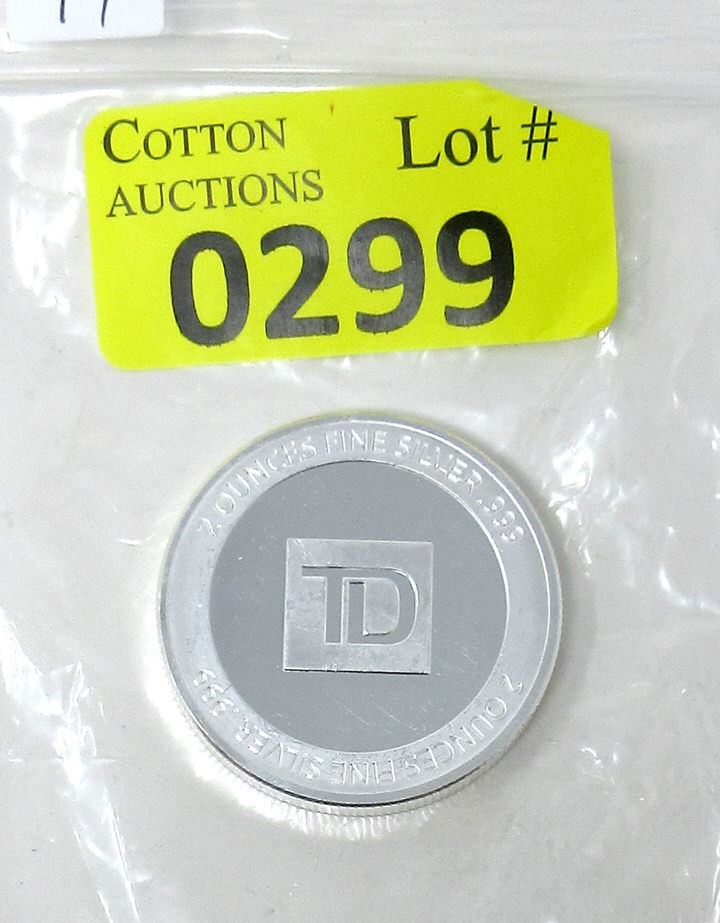 COTTON
AUCTIONS
Lot #
0299
2 OUNCES FINE SILVER .999
TD
2 OUNCES FINE SILVER .999